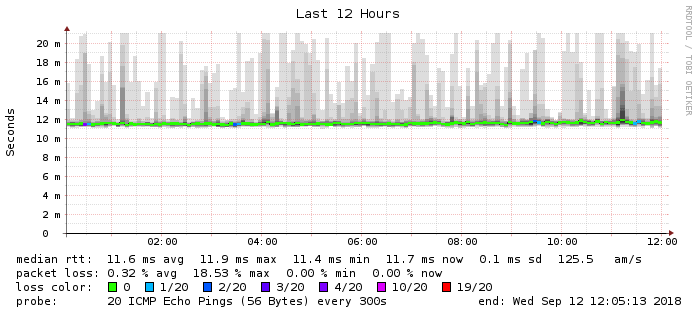 Last 12 Hours
RRDTOOL / TOBI OETIKER
Seconds
20 m
18 m
16 m
14 m
12 m
10 m
8 m
6 m
4 m
2 m
0
02:00 04:00 06:00 08:00 10:00 12:00
median rtt: 11.6 ms avg 11.9 ms max 11.4 ms min 11.7 ms now 0.1 ms sd 125.5 am/s
packet loss: 0.32 % avg 18.53 % max 0.00 % min 0.00 % now
loss color: 0 1/20 2/20 3/20 4/20 10/20 19/20
probe: 20 ICMP Echo Pings (56 Bytes) every 300s end: Wed Sep 12 12:05:13 2018